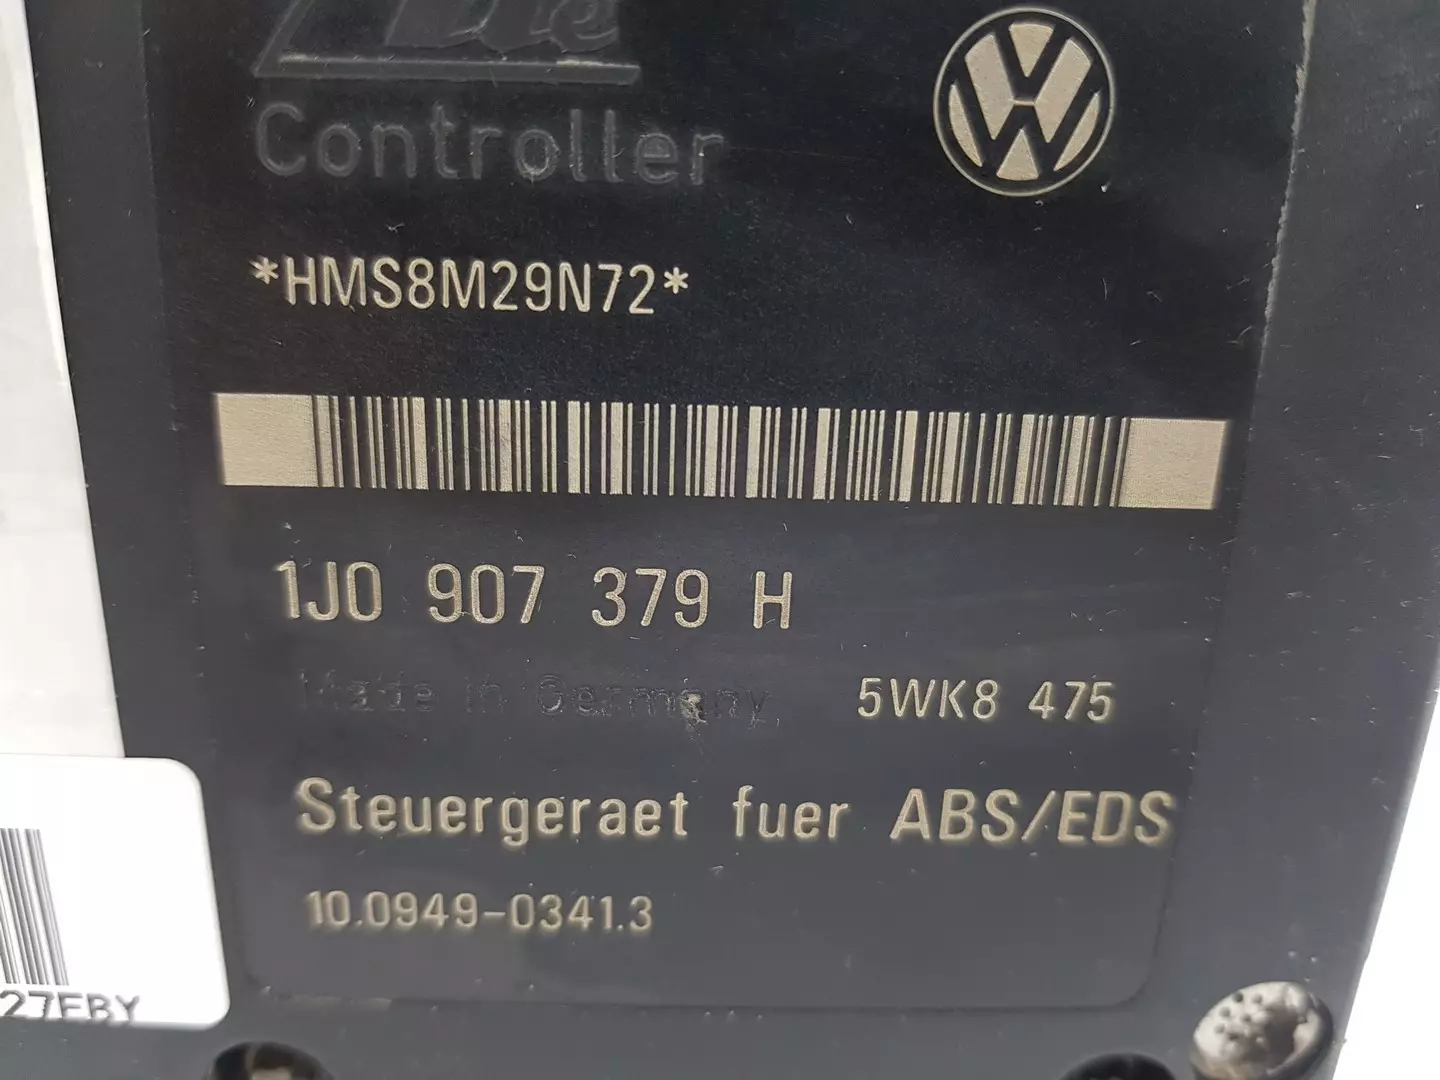 Ate
Controller
*HMS8M29N72*
1J0 907 379 H
Made in Germany
5WK8 475
Steuergeraet fuer ABS/EDS
10.0949-0341.3
27EBY